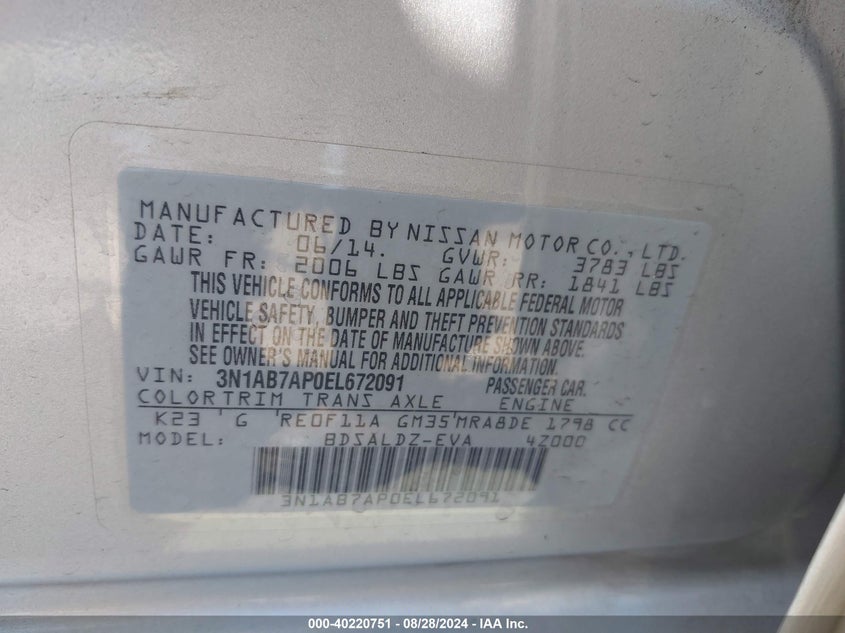 MANUFACTURED BY NISSAN MOTOR CO., LTD.
DATE: 06/14. GVWR: 3783 LBS
GAWR FR: 2006 LBS GAWR RR: 1841 LBS
THIS VEHICLE CONFORMS TO ALL APPLICABLE FEDERAL MOTOR
VEHICLE SAFETY, BUMPER AND THEFT PREVENTION STANDARDS
IN EFFECT ON THE DATE OF MANUFACTURE SHOWN ABOVE.
SEE OWNER'S MANUAL FOR ADDITIONAL INFORMATION.
VIN: 3N1AB7AP0EL672091 PASSENGER CAR.
COLOR TRIM TRANS AXLE ENGINE
K23 G RE0F11A GM35 MRA8DE 1798 CC
MODEL: BDSALDZ-EVA 4Z000
3N1AB7AP0EL672091
000-40220751 | 08/28/2024 - IAA Inc.